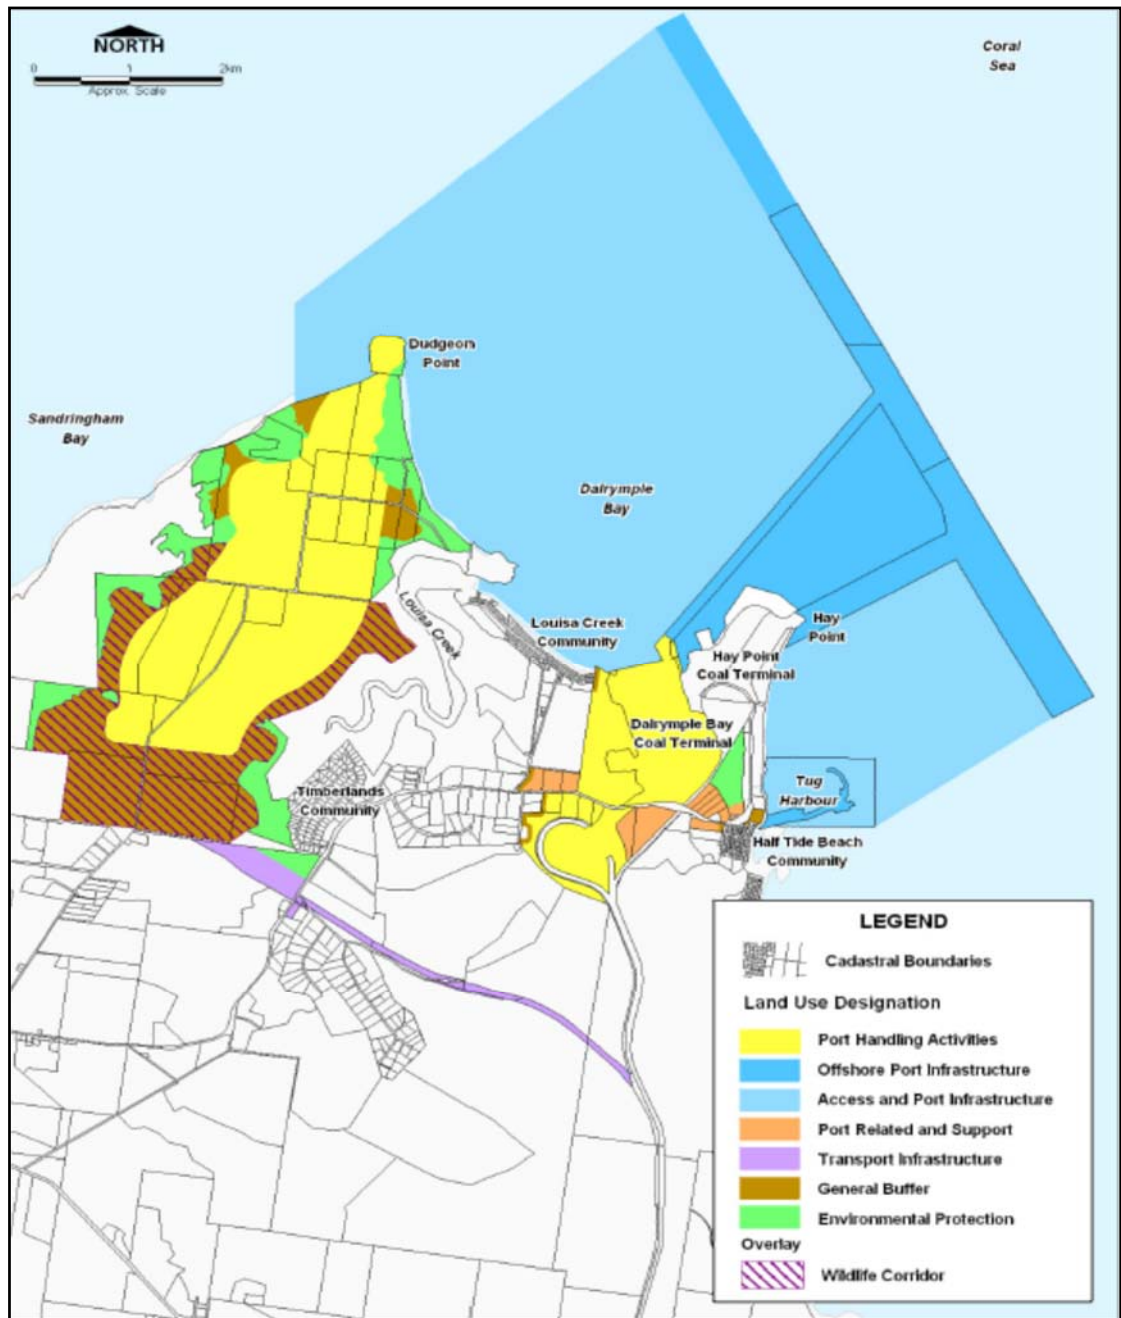 NORTH
0 1 2km
Approx. Scale
Coral
Sea
Dudgeon
Point
Sandringham
Bay
Dalrymple
Bay
Louisa Creek
Louisa Creek
Community
Hay
Point
Hay Point
Coal Terminal
Dalrymple Bay
Coal Terminal
Timberlands
Community
Tug
Harbour
Half Tide Beach
Community
LEGEND
Cadastral Boundaries
Land Use Designation
Port Handling Activities
Offshore Port Infrastructure
Access and Port Infrastructure
Port Related and Support
Transport Infrastructure
General Buffer
Environmental Protection
Overlay
Wildlife Corridor